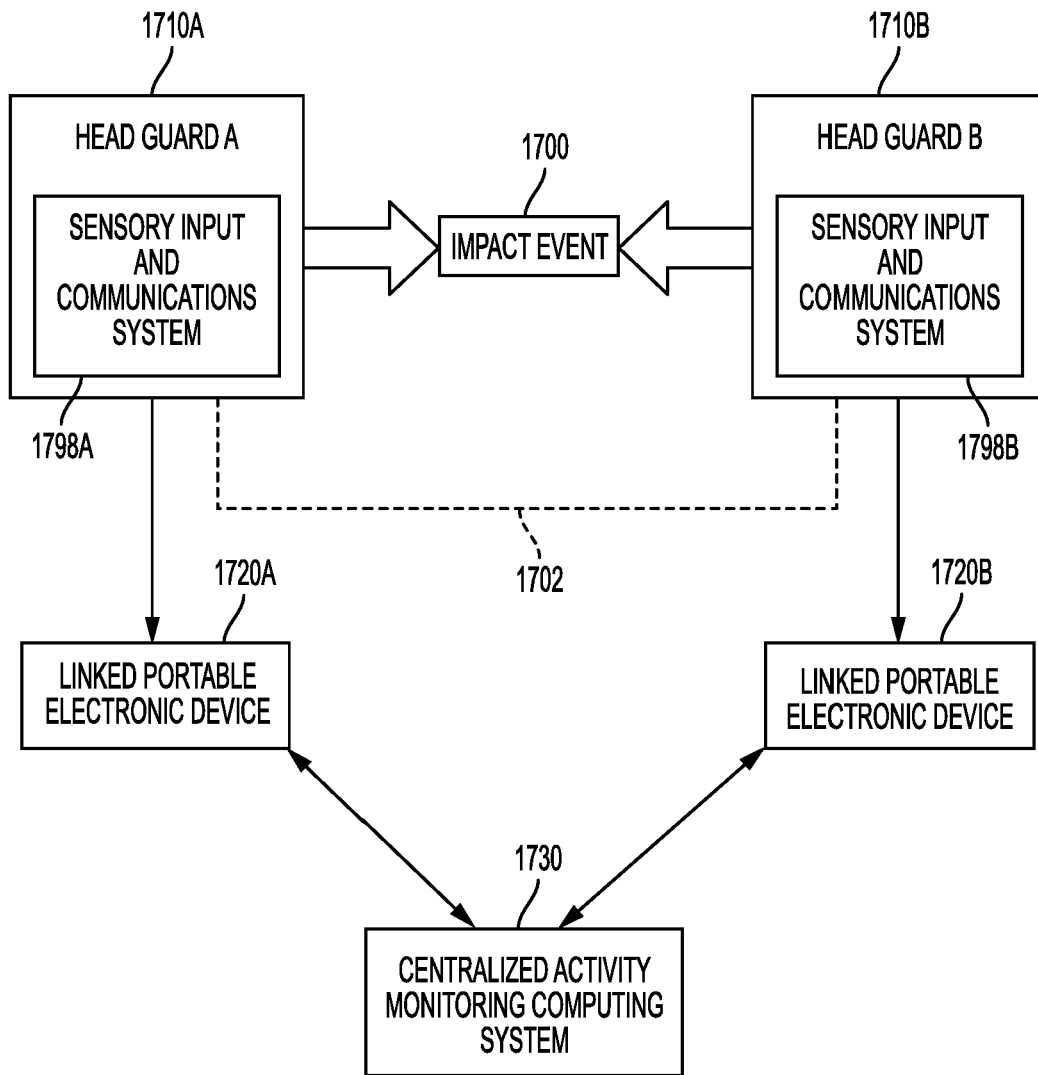 1710A
1710B
HEAD GUARD A
HEAD GUARD B
1700
SENSORY INPUT
AND
COMMUNICATIONS
SYSTEM
IMPACT EVENT
SENSORY INPUT
AND
COMMUNICATIONS
SYSTEM
1798A
1798B
1702
1720A
1720B
LINKED PORTABLE
ELECTRONIC DEVICE
LINKED PORTABLE
ELECTRONIC DEVICE
1730
CENTRALIZED ACTIVITY
MONITORING COMPUTING
SYSTEM